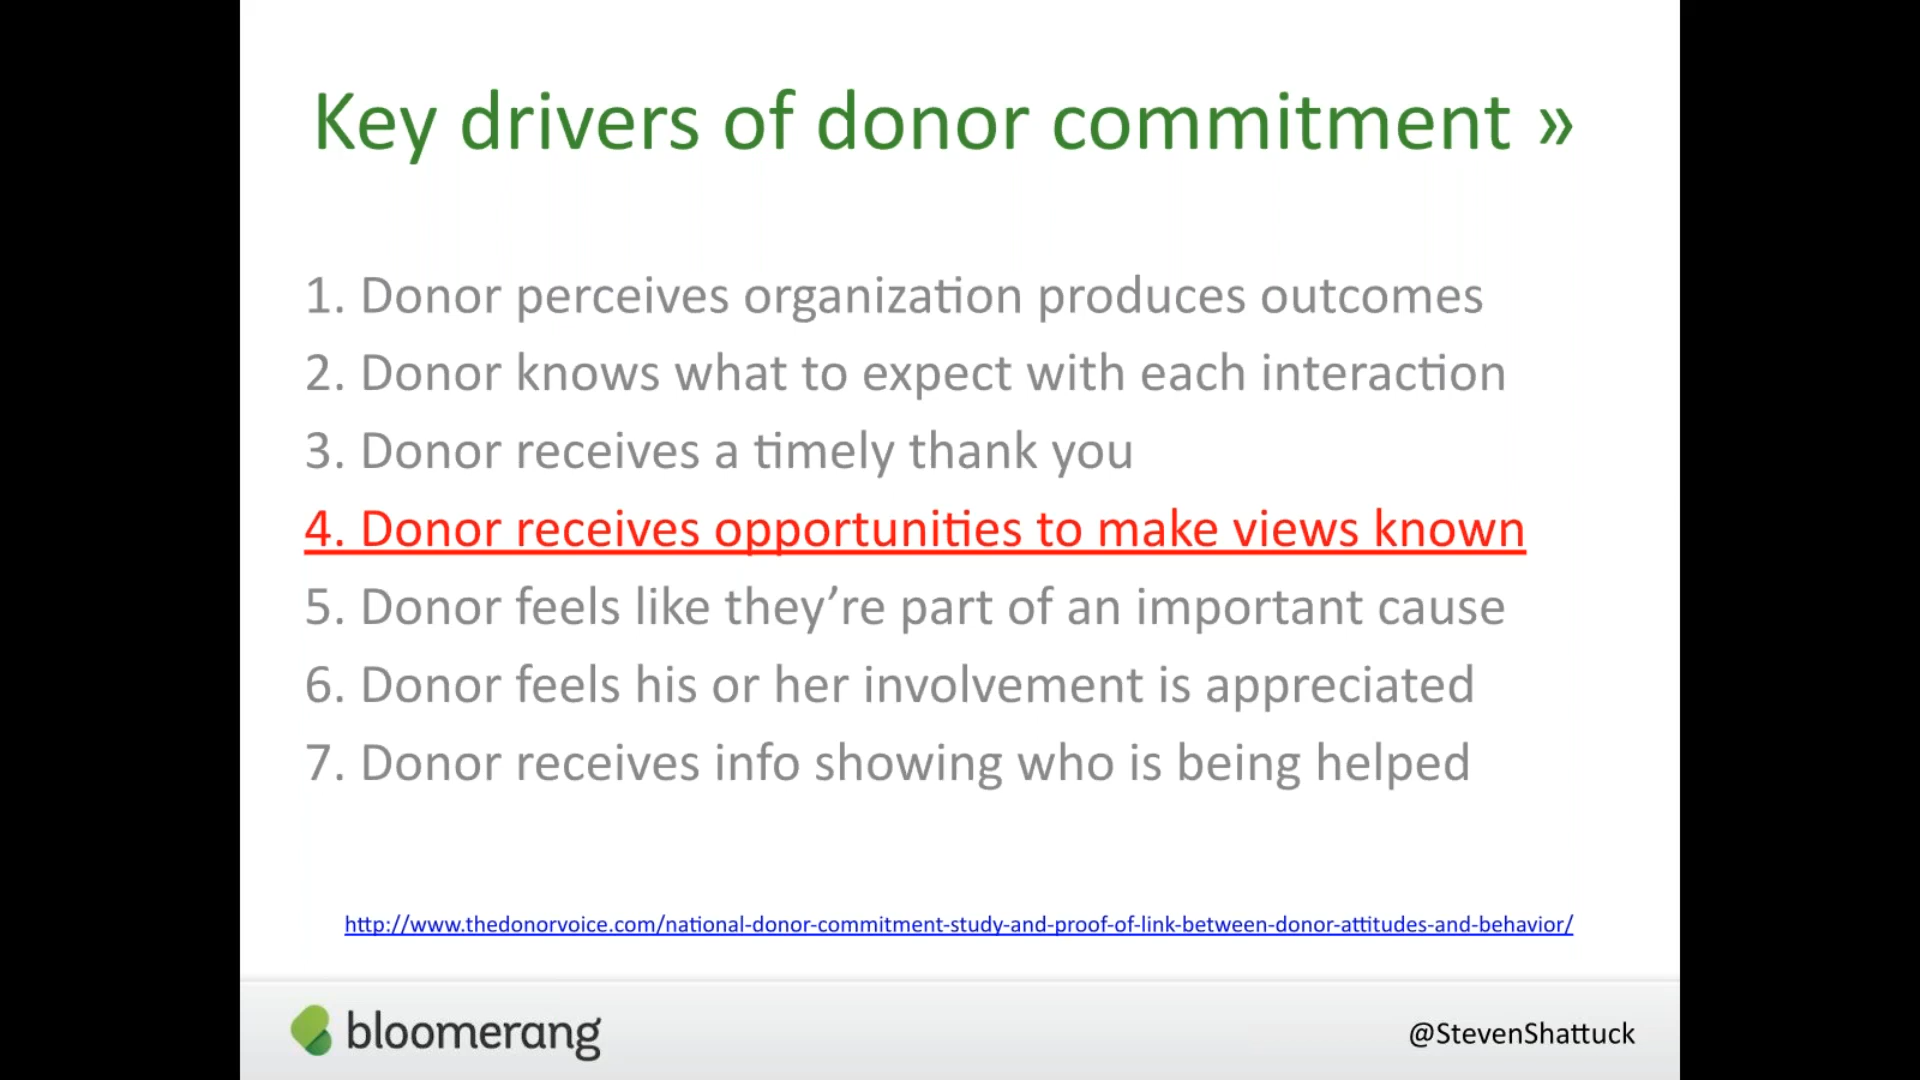 Key drivers of donor commitment »
1. Donor perceives organization produces outcomes
2. Donor knows what to expect with each interaction
3. Donor receives a timely thank you
4. Donor receives opportunities to make views known
5. Donor feels like they’re part of an important cause
6. Donor feels his or her involvement is appreciated
7. Donor receives info showing who is being helped
http://www.thedonorvoice.com/national-donor-commitment-study-and-proof-of-link-between-donor-attitudes-and-behavior/
bloomerang
@StevenShattuck